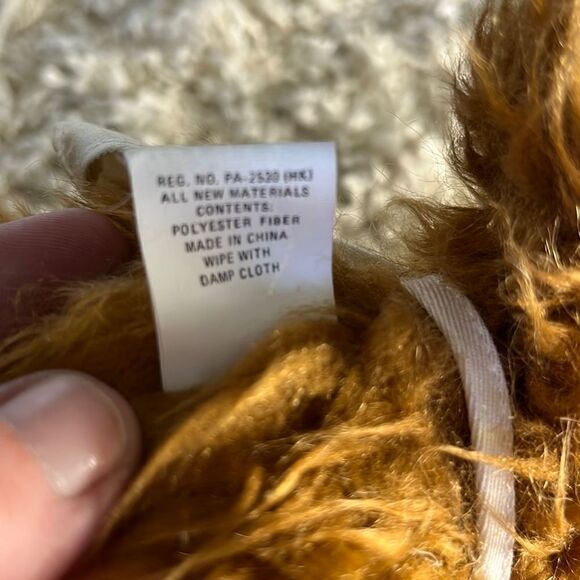 REG. NO. PA-2530 (HK)
ALL NEW MATERIALS
CONTENTS:
POLYESTER FIBER
MADE IN CHINA
WIPE WITH
DAMP CLOTH